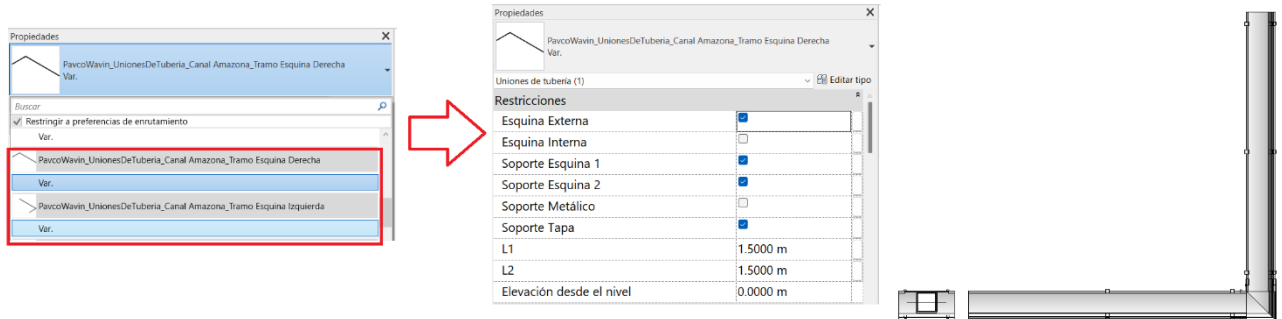 Propiedades
PavcoWavin_UnionesDeTuberia_Canal Amazona_Tramo Esquina Derecha
Var.
Buscar
Restringir a preferencias de enrutamiento
Var.
PavcoWavin_UnionesDeTuberia_Canal Amazona_Tramo Esquina Derecha
Var.
PavcoWavin_UnionesDeTuberia_Canal Amazona_Tramo Esquina Izquierda
Var.
Propiedades
PavcoWavin_UnionesDeTuberia_Canal Amazona_Tramo Esquina Derecha
Var.
Uniones de tubería (1)
Editar tipo
Restricciones
Esquina Externa
Esquina Interna
Soporte Esquina 1
Soporte Esquina 2
Soporte Metálico
Soporte Tapa
L1 1.5000 m
L2 1.5000 m
Elevación desde el nivel 0.0000 m